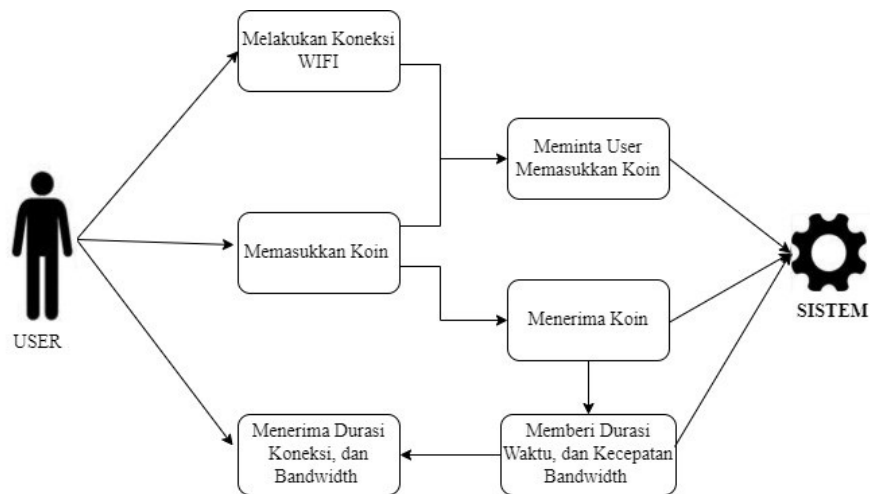 Melakukan Koneksi
WIFI
Meminta User
Memasukkan Koin
Memasukkan Koin
Menerima Koin
USER
SISTEM
Menerima Durasi
Koneksi, dan
Bandwidth
Memberi Durasi
Waktu, dan Kecepatan
Bandwidth